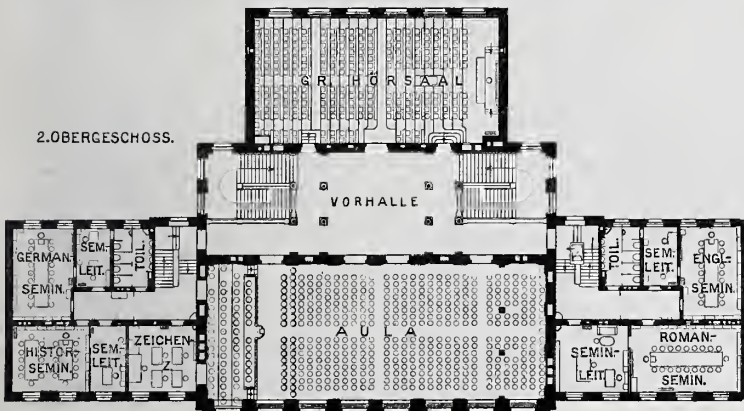 GR. HÖRSAAL
2.OBERGESCHOSS.
VORHALLE
GERMAN.-
SEMIN.
SEM.-
LEIT.
TOIL.
TOIL.
SEM.
LEIT.
ENGL-
SEMIN.
AULA
HISTOR.-
SEMIN.
SEM.-
LEIT.
ZEICHEN-
Z.
SEMIN.-
LEIT.
ROMAN.-
SEMIN.